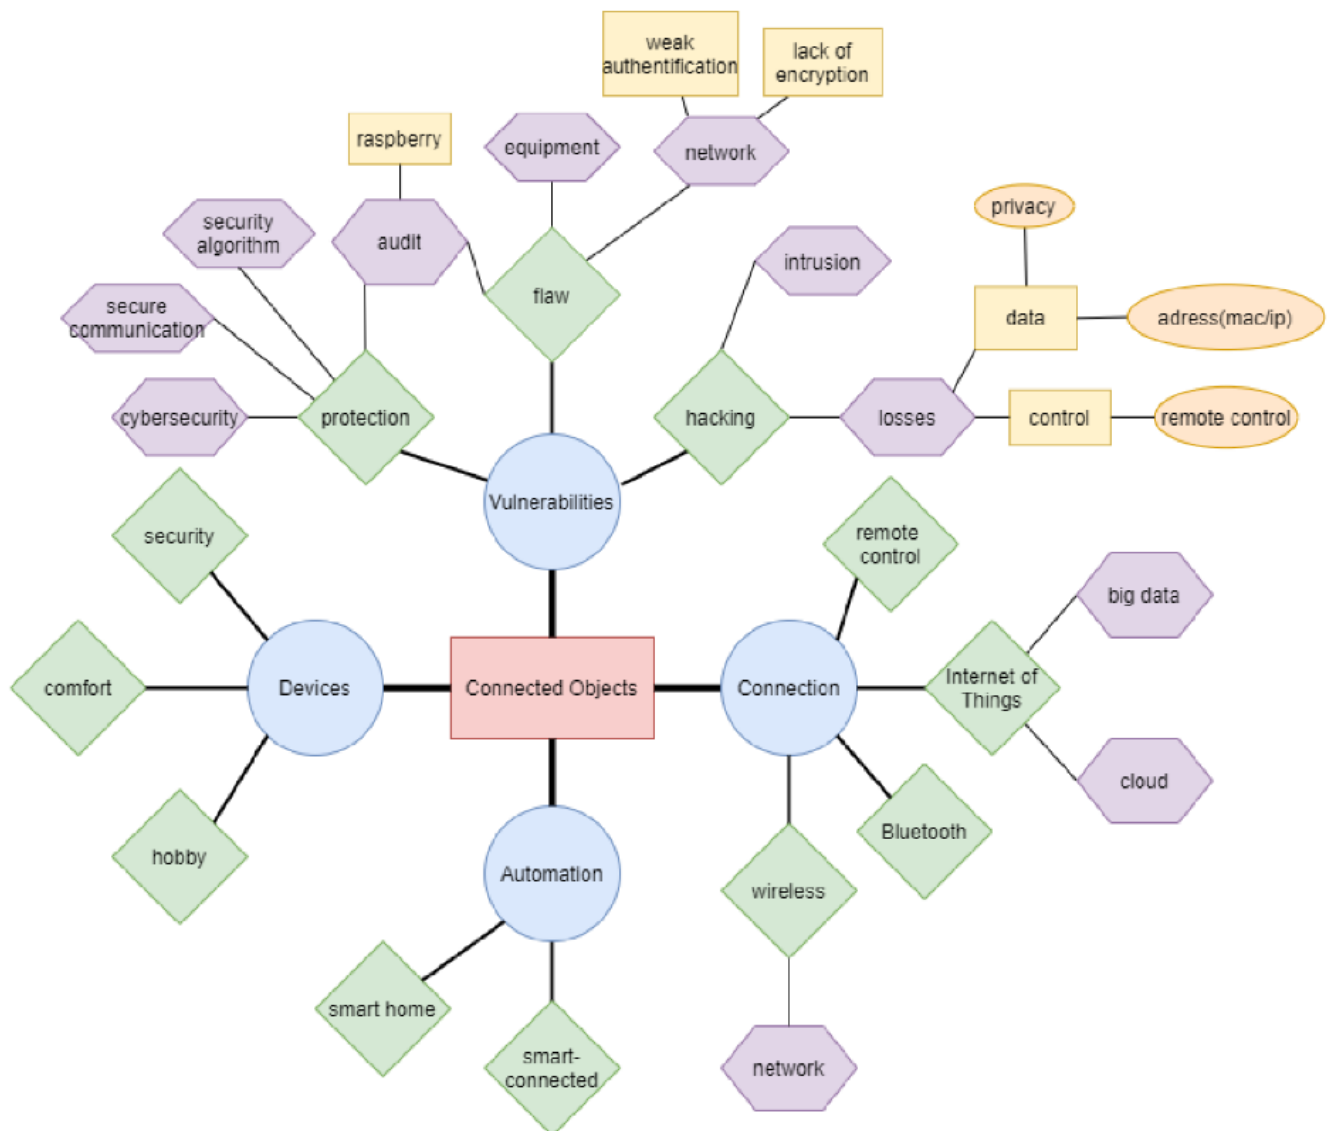 weak
authentification
lack of
encryption
raspberry
equipment
network
privacy
security
algorithm
audit
intrusion
flaw
secure
communication
data
adress(mac/ip)
cybersecurity
protection
hacking
losses
control
remote control
Vulnerabilities
security
remote
control
big data
comfort
Devices
Connected Objects
Connection
Internet of
Things
cloud
Bluetooth
hobby
Automation
wireless
smart home
smart-
connected
network